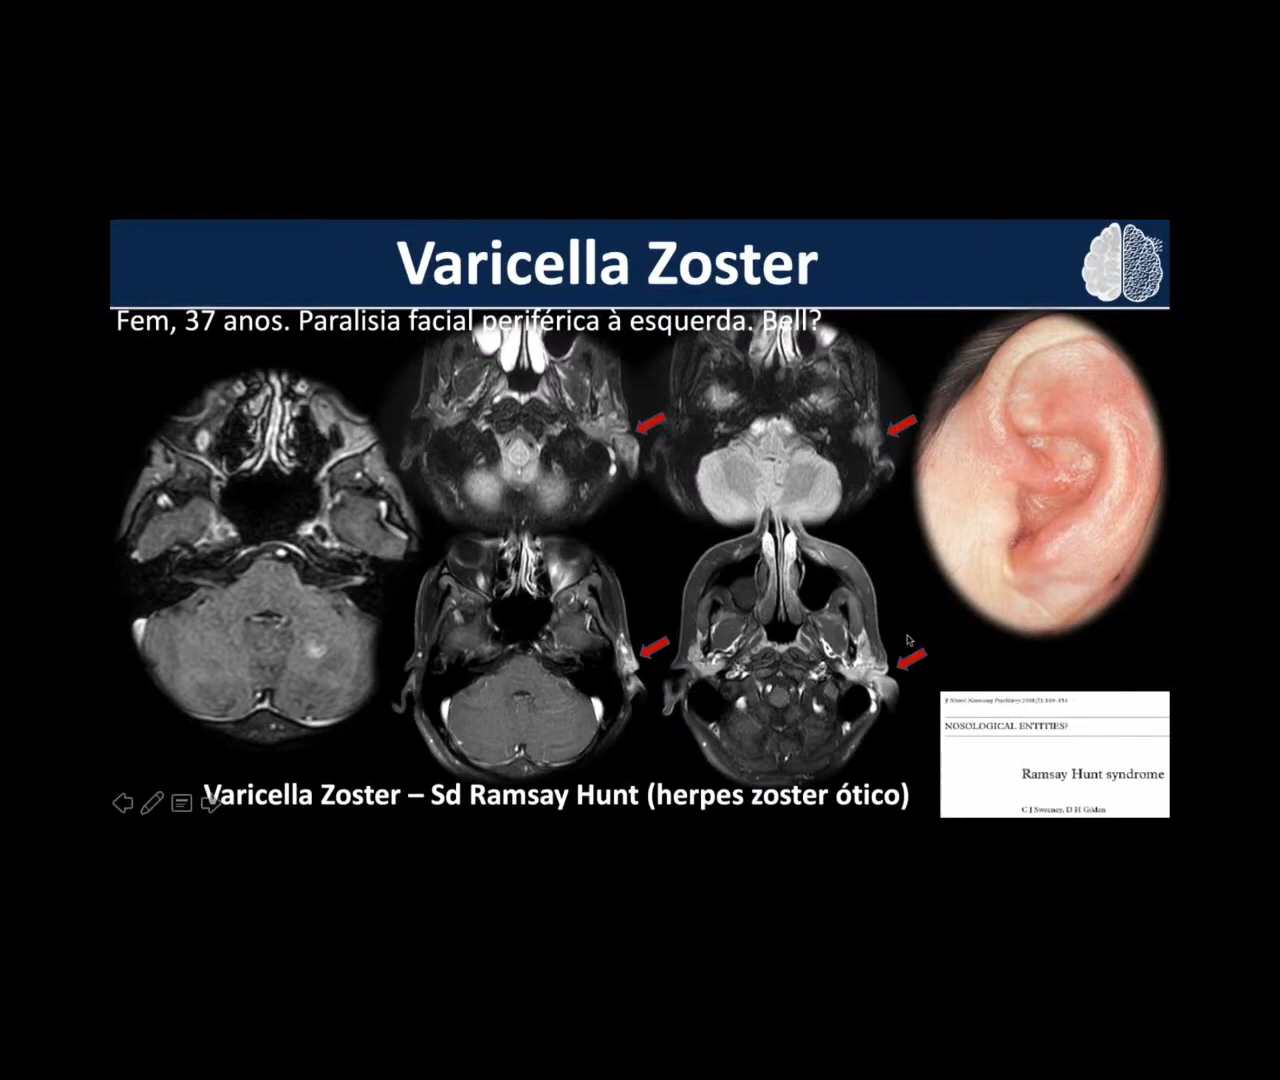 Varicella Zoster
Fem, 37 anos. Paralisia facial periférica à esquerda. Bell?
NOSOLOGICAL ENTITIES?
Ramsay Hunt syndrome
C J Sweeney, D H Gilden
Varicella Zoster – Sd Ramsay Hunt (herpes zoster ótico)